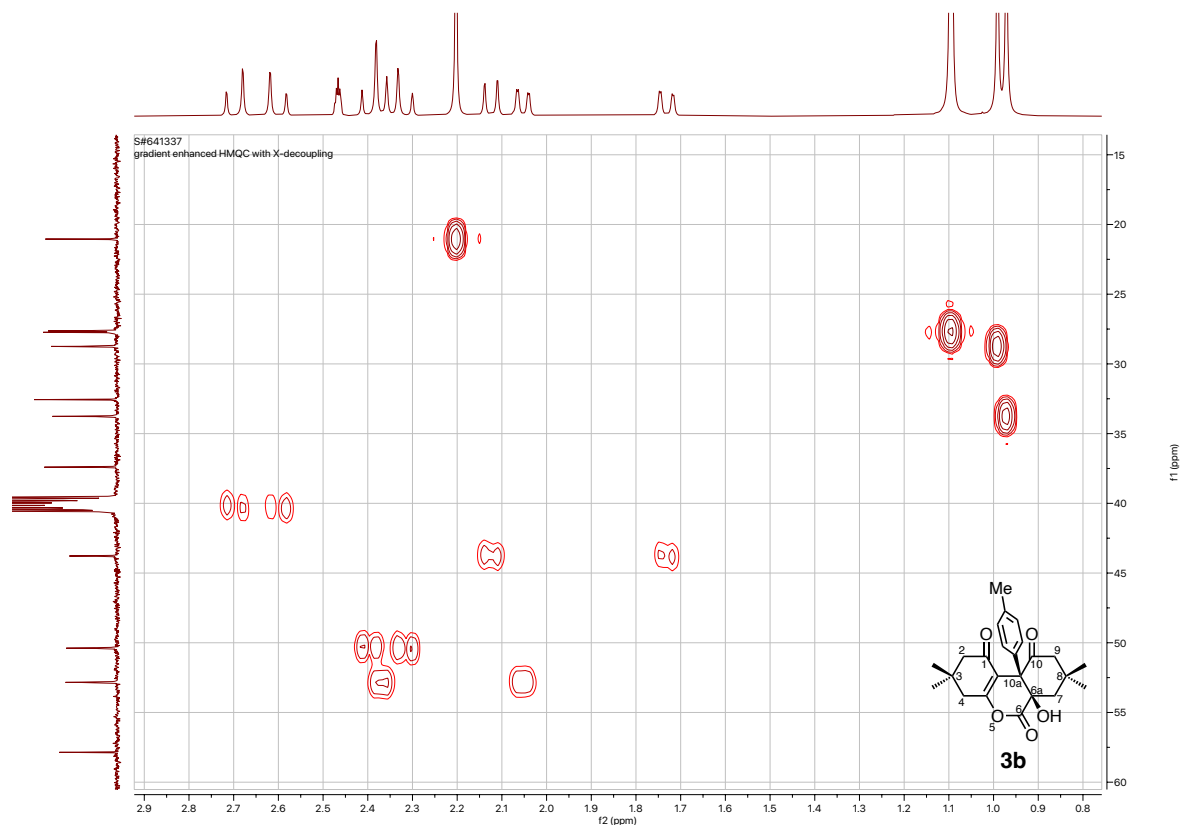 S#641337
gradient enhanced HMQC with X-decoupling
15
20
25
30
35
40
45
50
55
60
f1 (ppm)
2.9 2.8 2.7 2.6 2.5 2.4 2.3 2.2 2.1 2.0 1.9 1.8 1.7 1.6 1.5 1.4 1.3 1.2 1.1 1.0 0.9 0.8
f2 (ppm)
Me
O O
2 1 10 9
3 10a 8
4 6a 7
O 5 6 OH
O
3b